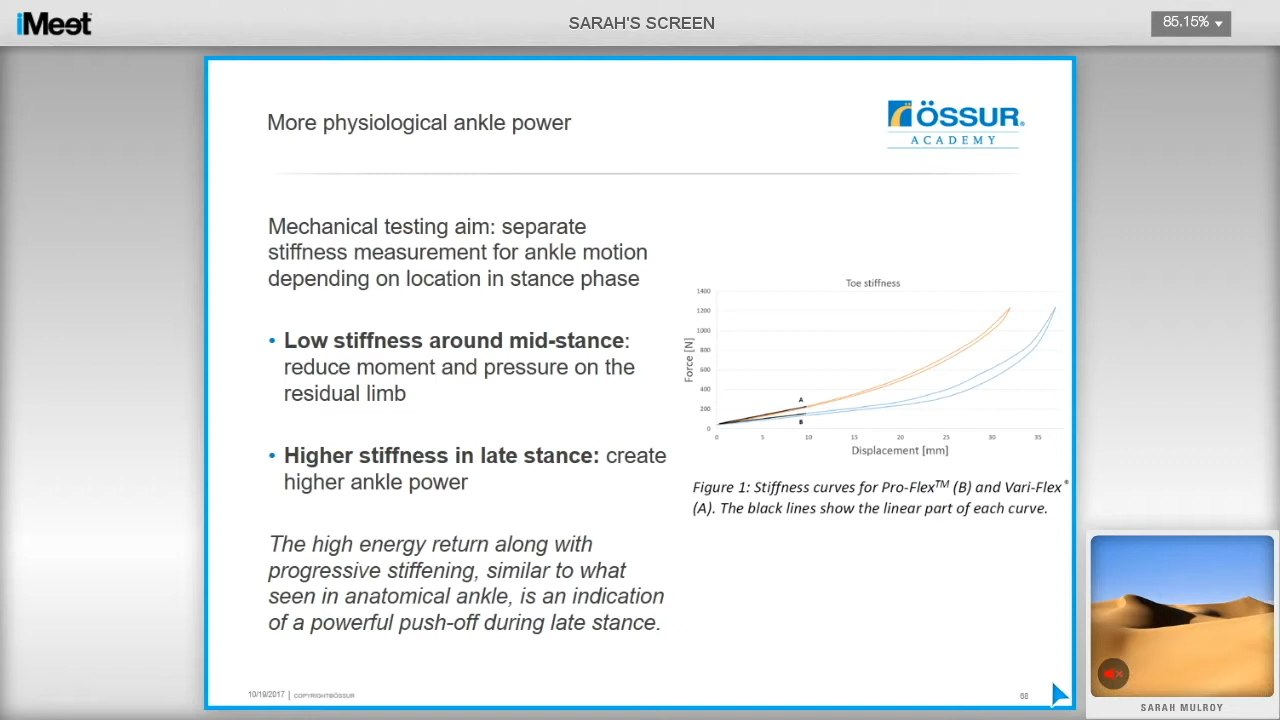 iMeet
SARAH'S SCREEN
85.15%
More physiological ankle power
ÖSSUR®
ACADEMY
Mechanical testing aim: separate
stiffness measurement for ankle motion
depending on location in stance phase
• Low stiffness around mid-stance:
reduce moment and pressure on the
residual limb
• Higher stiffness in late stance: create
higher ankle power
The high energy return along with
progressive stiffening, similar to what
seen in anatomical ankle, is an indication
of a powerful push-off during late stance.
Toe stiffness
1400
1200
1000
800
600
400
200
0
Force [N]
A
B
0 5 10 15 20 25 30 35
Displacement [mm]
Figure 1: Stiffness curves for Pro-Flex™ (B) and Vari-Flex®
(A). The black lines show the linear part of each curve.
10/19/2017 | COPYRIGHT©ÖSSUR
68
SARAH MULROY